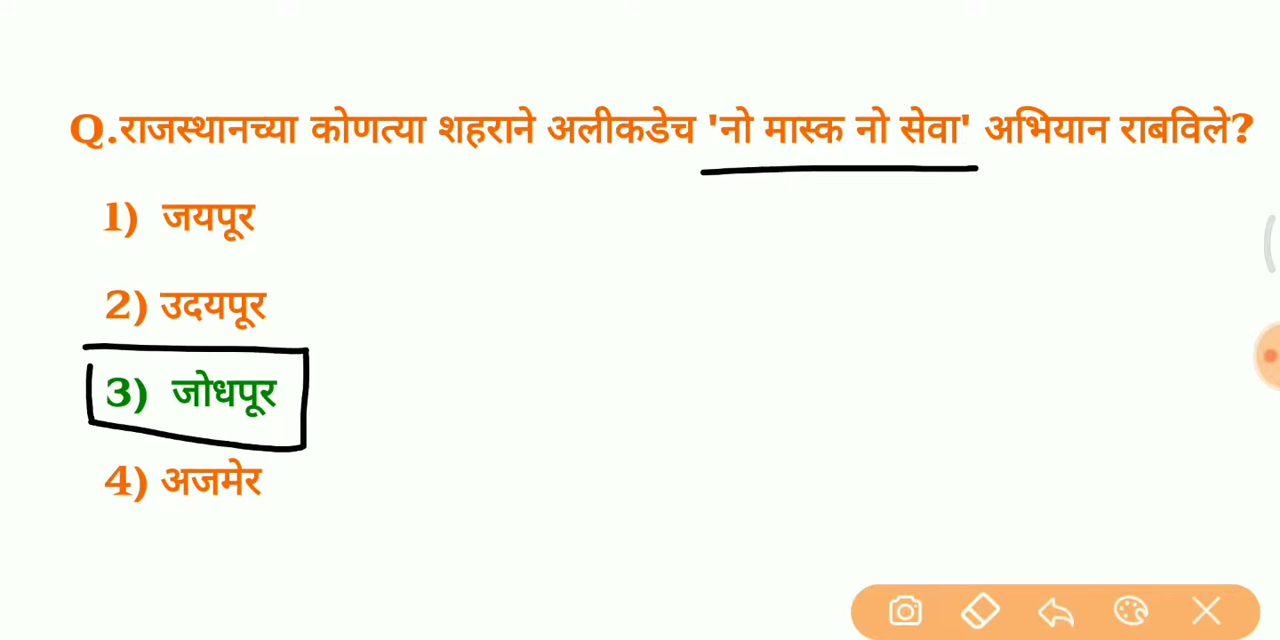 Q.राजस्थानच्या कोणत्या शहराने अलीकडेच 'नो मास्क नो सेवा' अभियान राबविले?
1) जयपूर
2) उदयपूर
3) जोधपूर
4) अजमेर